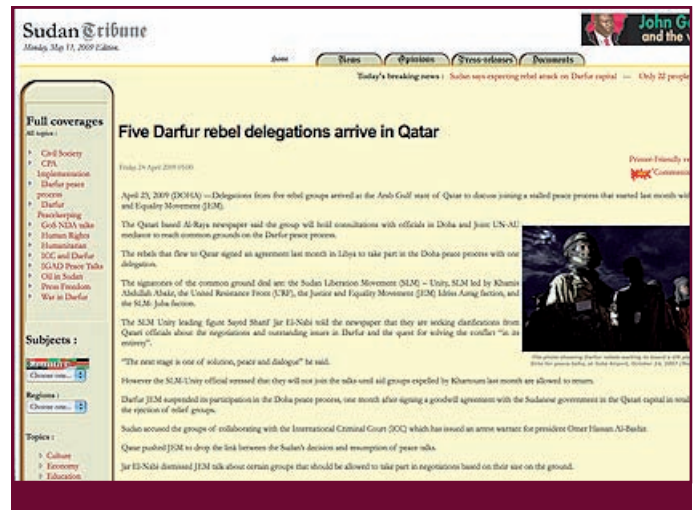 Sudan Tribune
Monday, May 11, 2009 Edition.
John G
and the
Home
News
Opinions
Press-releases
Documents
Today's breaking news : Sudan says expecting rebel attack on Darfur capital — Only 22 people
Full coverages
All topics :
Civil Society
CPA
Implementation
Darfur peace
process
Darfur
Peacekeeping
GoS-NDA talks
Human Rights
Humanitarian
ICC and Darfur
IGAD Peace Talks
Oil in Sudan
Press Freedom
War in Darfur
Subjects :
Countries :
Choose one...
Regions :
Choose one...
Topics :
Culture
Economy
Education
Five Darfur rebel delegations arrive in Qatar
Friday 24 April 2009 05:00.
Printer-Friendly
Comments
April 23, 2009 (DOHA) —Delegations from five rebel groups arrived at the Arab Gulf state of Qatar to discuss joining a stalled peace process that started last month
and Equality Movement (JEM).
The Qatari based Al-Raya newspaper said the group will hold consultations with officials in Doha and Joint UN-AU
mediator to reach common grounds on the Darfur peace process.
The rebels that flew to Qatar signed an agreement last month in Libya to take part in the Doha peace process with one
delegation.
The signatories of the common ground deal are: the Sudan Liberation Movement (SLM) – Unity, SLM led by Khamis
Abdullah Abakr, the United Resistance Front (URF), the Justice and Equality Movement (JEM) Idriss Azraq faction, and
the SLM- Juba faction.
The SLM Unity leading figure Sayed Sharif Jar El-Nabi told the newspaper that they are seeking clarifications from
Qatari officials about the negotiations and outstanding issues in Darfur and the quest for solving the conflict "in its
entirety".
"The next stage is one of solution, peace and dialogue" he said.
However the SLM-Unity official stressed that they will not join the talks until aid groups expelled by Khartoum last month are allowed to return.
Darfur JEM suspended its participation in the Doha peace process, one month after signing a goodwill agreement with the Sudanese government in the Qatari capital in
the ejection of relief groups.
Sudan accused the groups of collaborating with the International Criminal Court (ICC) which has issued an arrest warrant for president Omer Hassan Al-Bashir.
Qatar pushed JEM to drop the link between the Sudan's decision and resumption of peace talks.
Jar El-Nabi dismissed JEM talk about certain groups that should be allowed to take part in negotiations based on their size on the ground.